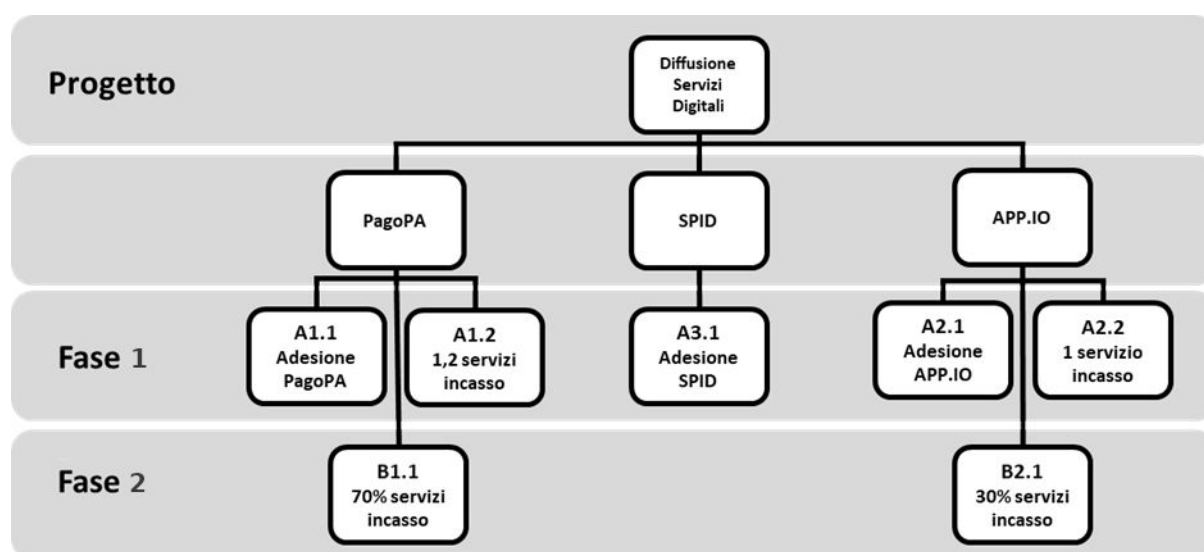 Progetto
Diffusione
Servizi
Digitali
PagoPA
SPID
APP.IO
Fase 1
A1.1
Adesione
PagoPA
A1.2
1,2 servizi
incasso
A3.1
Adesione
SPID
A2.1
Adesione
APP.IO
A2.2
1 servizio
incasso
Fase 2
B1.1
70% servizi
incasso
B2.1
30% servizi
incasso